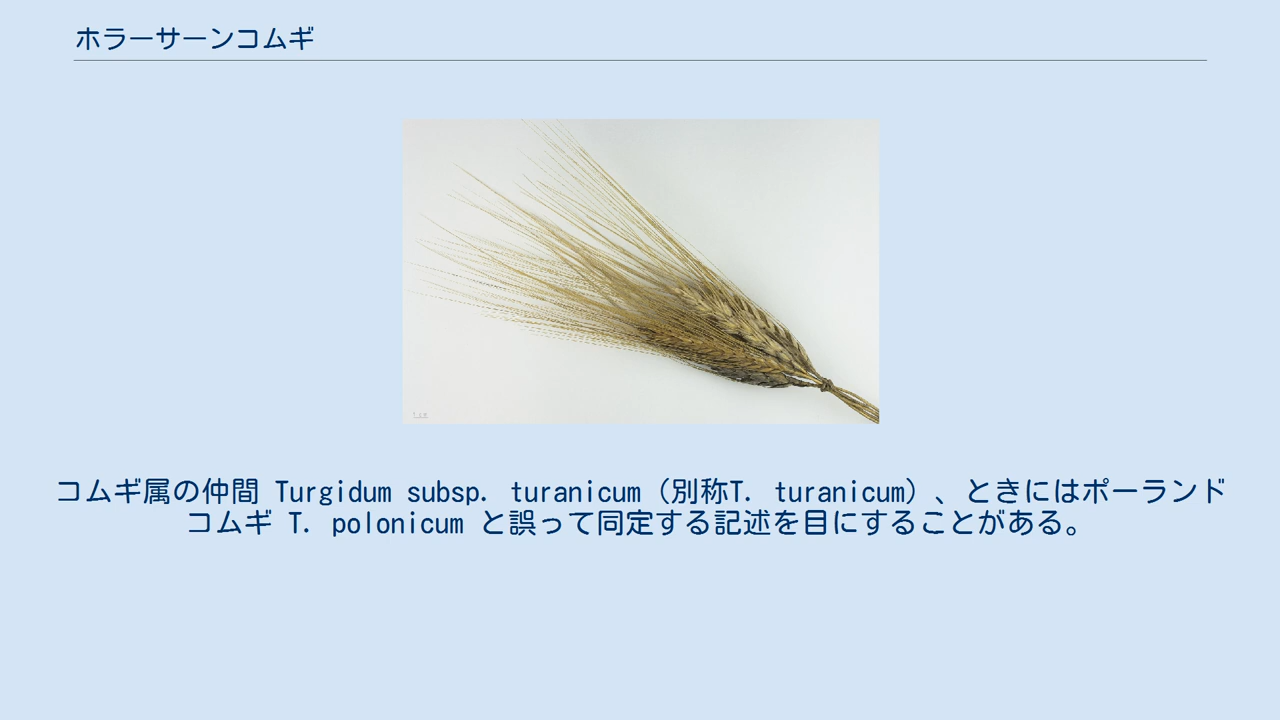 ホラーサーンコムギ
コムギ属の仲間 Turgidum subsp. turanicum（別称T. turanicum）、ときにはポーランド
コムギ T. polonicum と誤って同定する記述を目にすることがある。